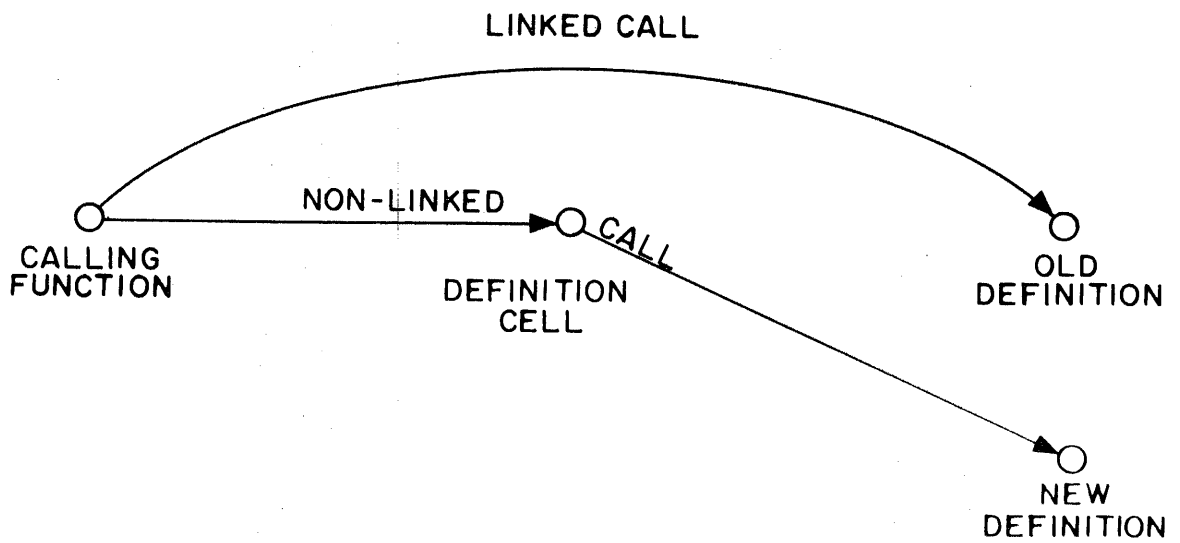 LINKED CALL
NON-LINKED
CALL
CALLING
FUNCTION
DEFINITION
CELL
OLD
DEFINITION
NEW
DEFINITION